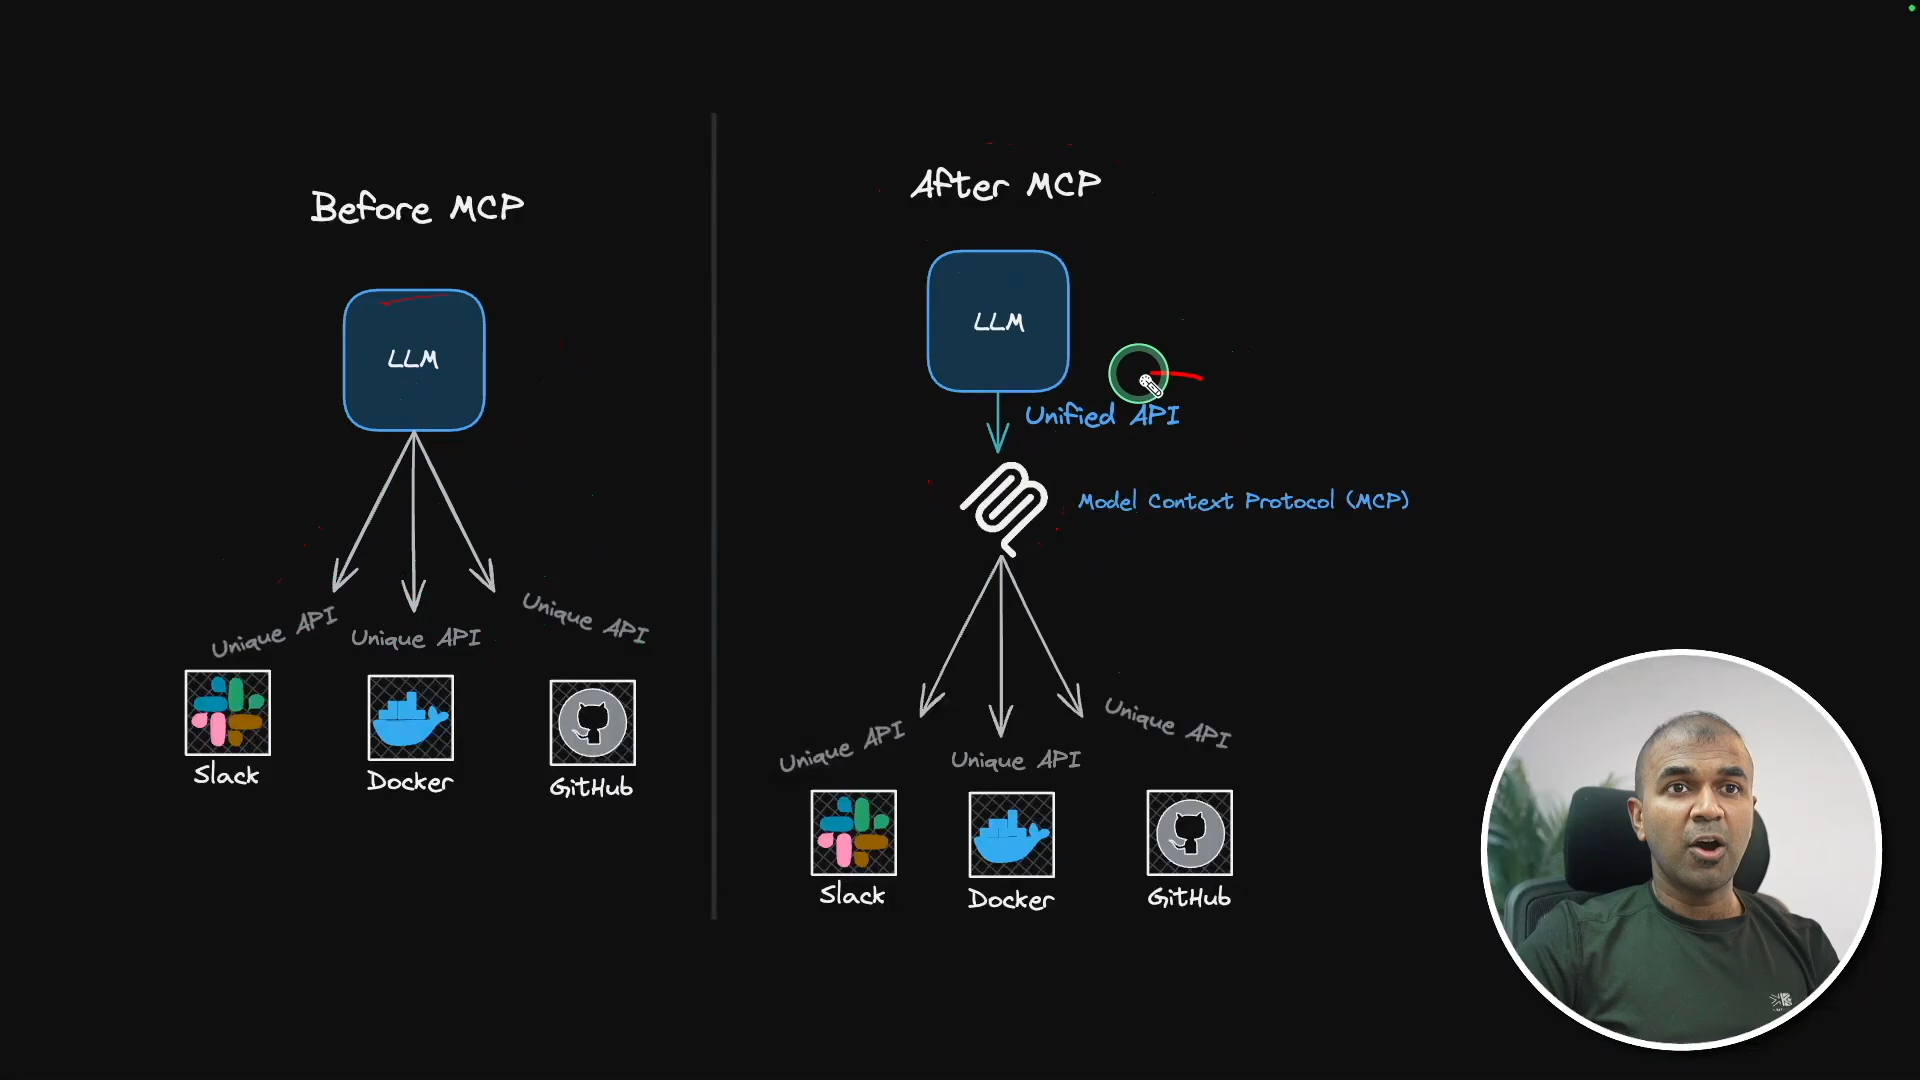 Before MCP
LLM
Unique API
Unique API
Unique API
Slack
Docker
GitHub
After MCP
LLM
Unified API
Model Context Protocol (MCP)
Unique API
Unique API
Unique API
Slack
Docker
GitHub